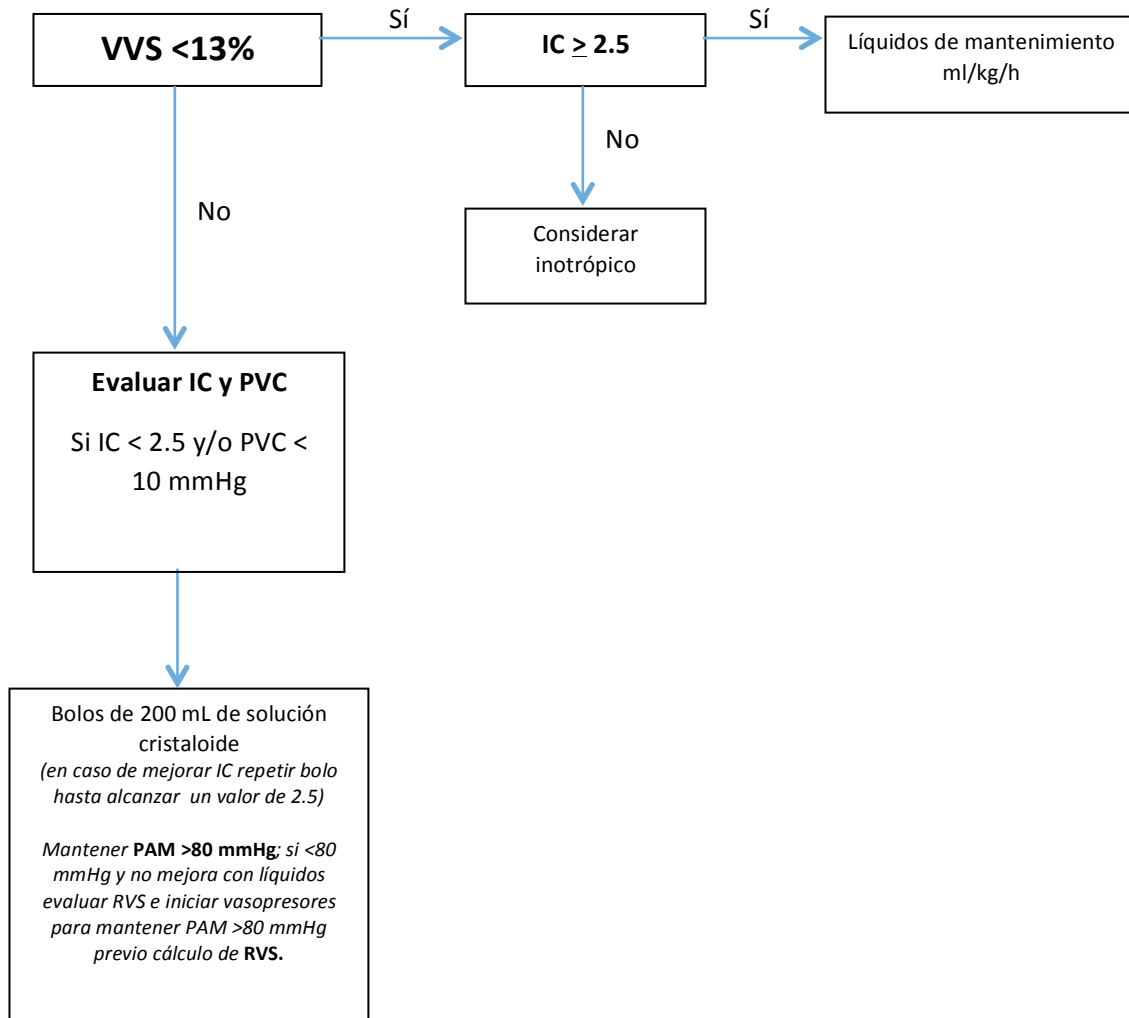 VVS <13%
Sí
IC ≥ 2.5
Sí
Líquidos de mantenimiento
ml/kg/h
No
No
Considerar
inotrópico
Evaluar IC y PVC
Si IC < 2.5 y/o PVC <
10 mmHg
Bolos de 200 mL de solución
cristaloide
(en caso de mejorar IC repetir bolo
hasta alcanzar un valor de 2.5)
Mantener PAM >80 mmHg; si <80
mmHg y no mejora con líquidos
evaluar RVS e iniciar vasopresores
para mantener PAM >80 mmHg
previo cálculo de RVS.